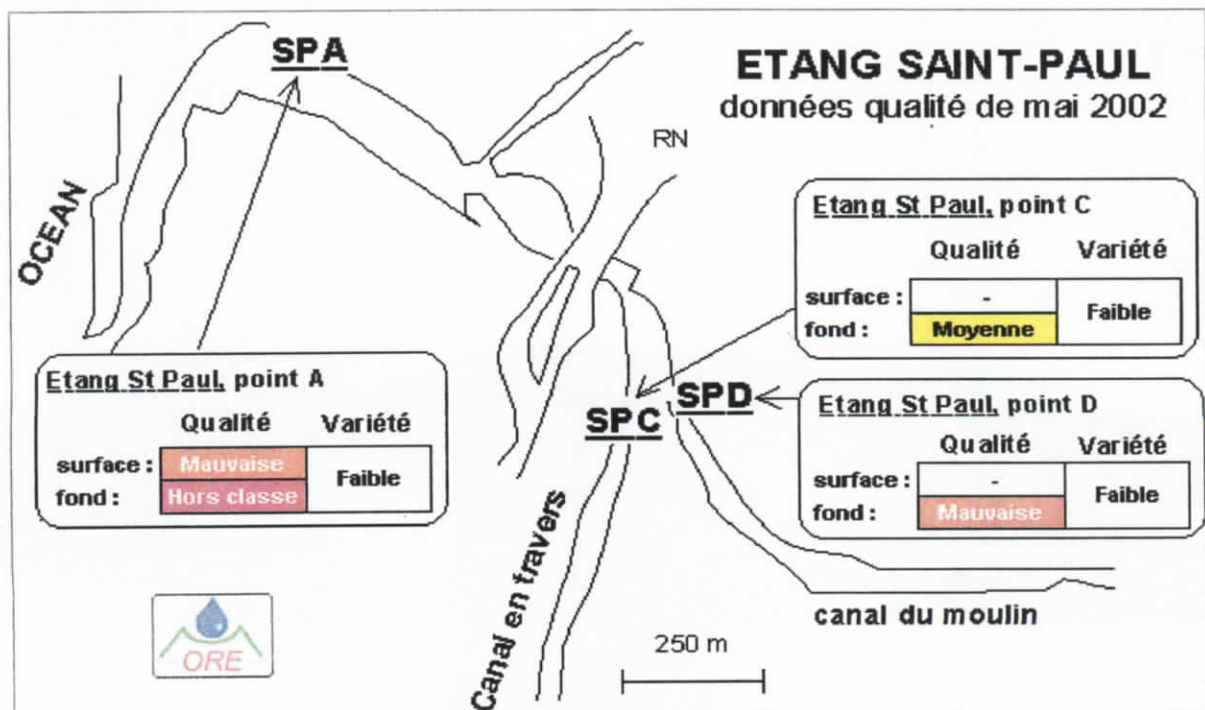 ETANG SAINT-PAUL
données qualité de mai 2002
SPA
RN
OCEAN
Etang St Paul, point C
Qualité Variété
surface : - Faible
fond : Moyenne
Etang St Paul, point A
Qualité Variété
surface : Mauvaise Faible
fond : Hors classe
SPC
SPD
Etang St Paul, point D
Qualité Variété
surface : - Faible
fond : Mauvaise
Canal en travers
canal du moulin
250 m
ORE